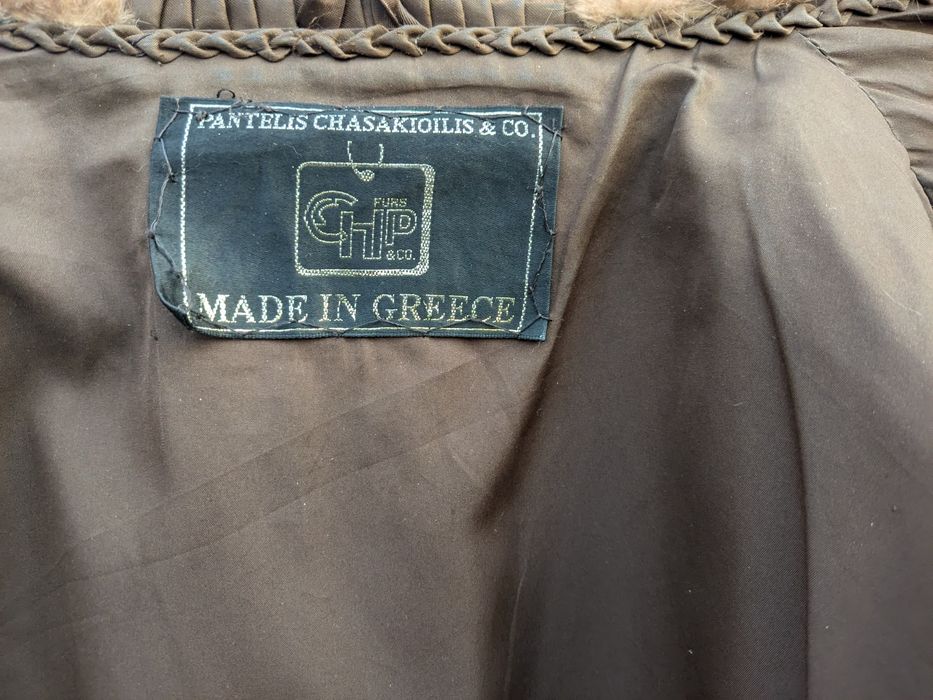 PANTELIS CHASAKIOILIS & CO.
FURS
CHP
& CO.
MADE IN GREECE